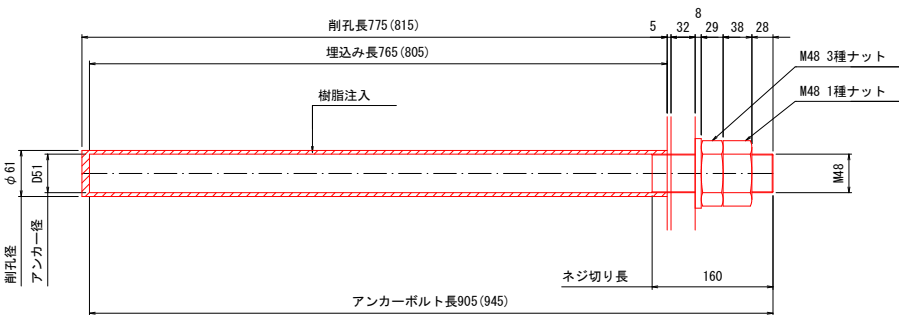 削孔長775(815)
埋込み長765(805)
樹脂注入
5
32
8
29
38
28
M48 3種ナット
M48 1種ナット
φ61
D51
M48
削孔径
アンカー径
ネジ切り長
160
アンカーボルト長905(945)